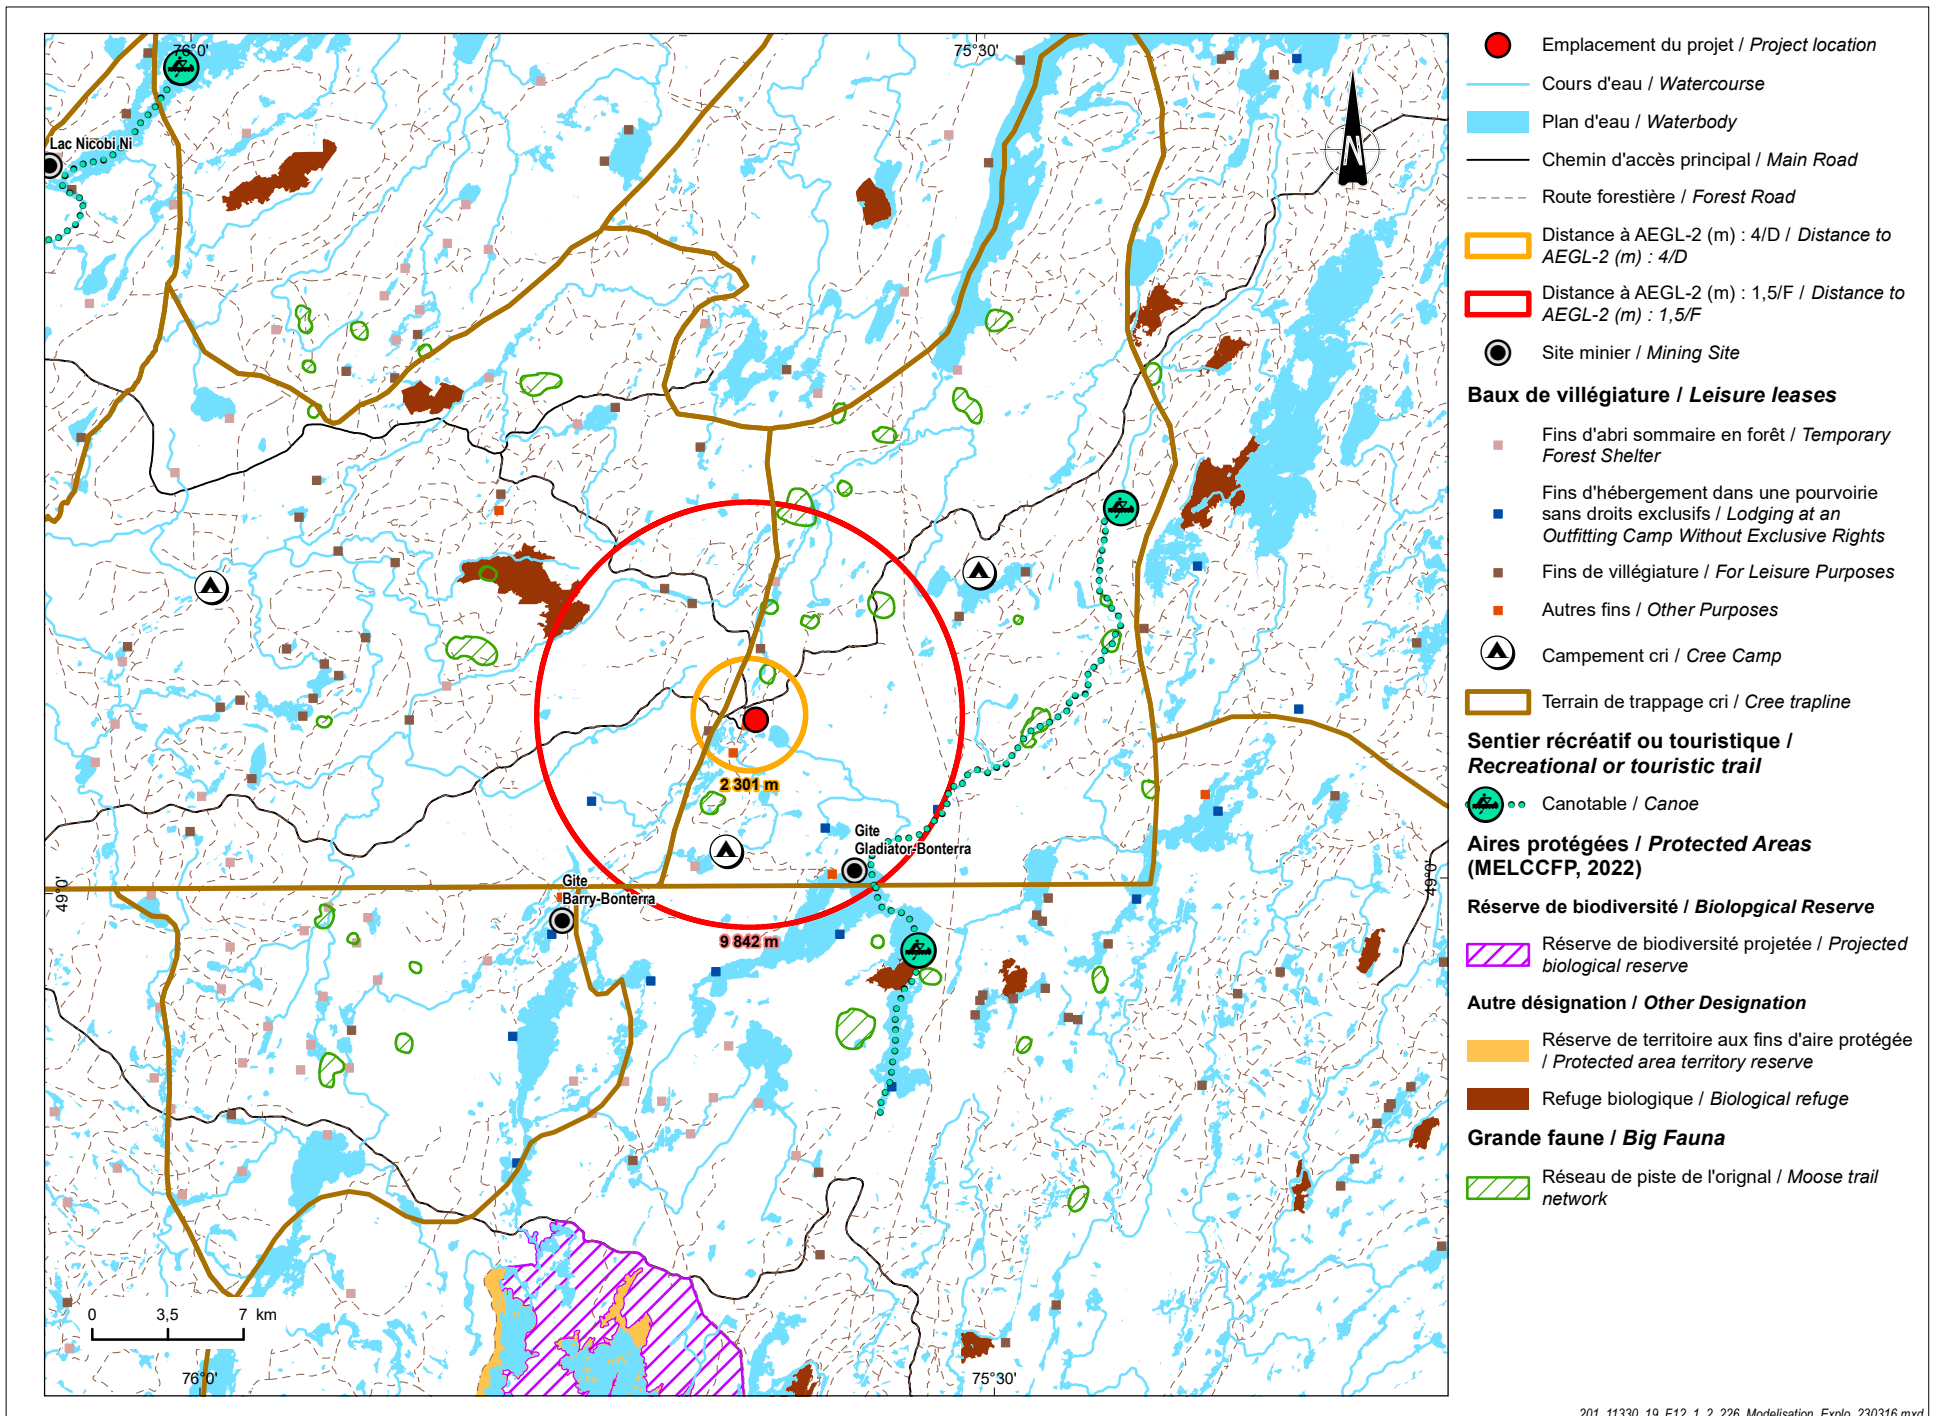 76°0'
75°30'
Lac Nicobi Ni
2 301 m
Gite
Gladiator-Bonterra
Gite
Barry-Bonterra
9 842 m
49°0'
49°0'
0 3,5 7 km
76°0'
75°30'
N
Emplacement du projet / Project location
Cours d'eau / Watercourse
Plan d'eau / Waterbody
Chemin d'accès principal / Main Road
Route forestière / Forest Road
Distance à AEGL-2 (m) : 4/D / Distance to
AEGL-2 (m) : 4/D
Distance à AEGL-2 (m) : 1,5/F / Distance to
AEGL-2 (m) : 1,5/F
Site minier / Mining Site
Baux de villégiature / Leisure leases
Fins d'abri sommaire en forêt / Temporary
Forest Shelter
Fins d'hébergement dans une pourvoirie
sans droits exclusifs / Lodging at an
Outfitting Camp Without Exclusive Rights
Fins de villégiature / For Leisure Purposes
Autres fins / Other Purposes
Campement cri / Cree Camp
Terrain de trappage cri / Cree trapline
Sentier récréatif ou touristique /
Recreational or touristic trail
Canotable / Canoe
Aires protégées / Protected Areas
(MELCCFP, 2022)
Réserve de biodiversité / Biolopgical Reserve
Réserve de biodiversité projetée / Projected
biological reserve
Autre désignation / Other Designation
Réserve de territoire aux fins d'aire protégée
/ Protected area territory reserve
Refuge biologique / Biological refuge
Grande faune / Big Fauna
Réseau de piste de l'orignal / Moose trail
network
201_11330_19_F12_1_2_226_Modelisation_Explo_230316.mxd